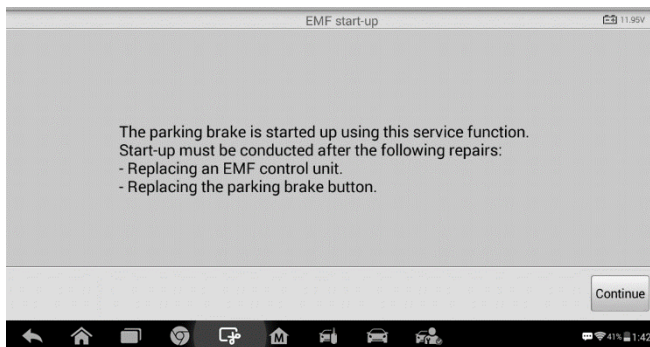 EMF start-up
11.95V
The parking brake is started up using this service function.
Start-up must be conducted after the following repairs:
- Replacing an EMF control unit.
- Replacing the parking brake button.
Continue
M
41% 1:42